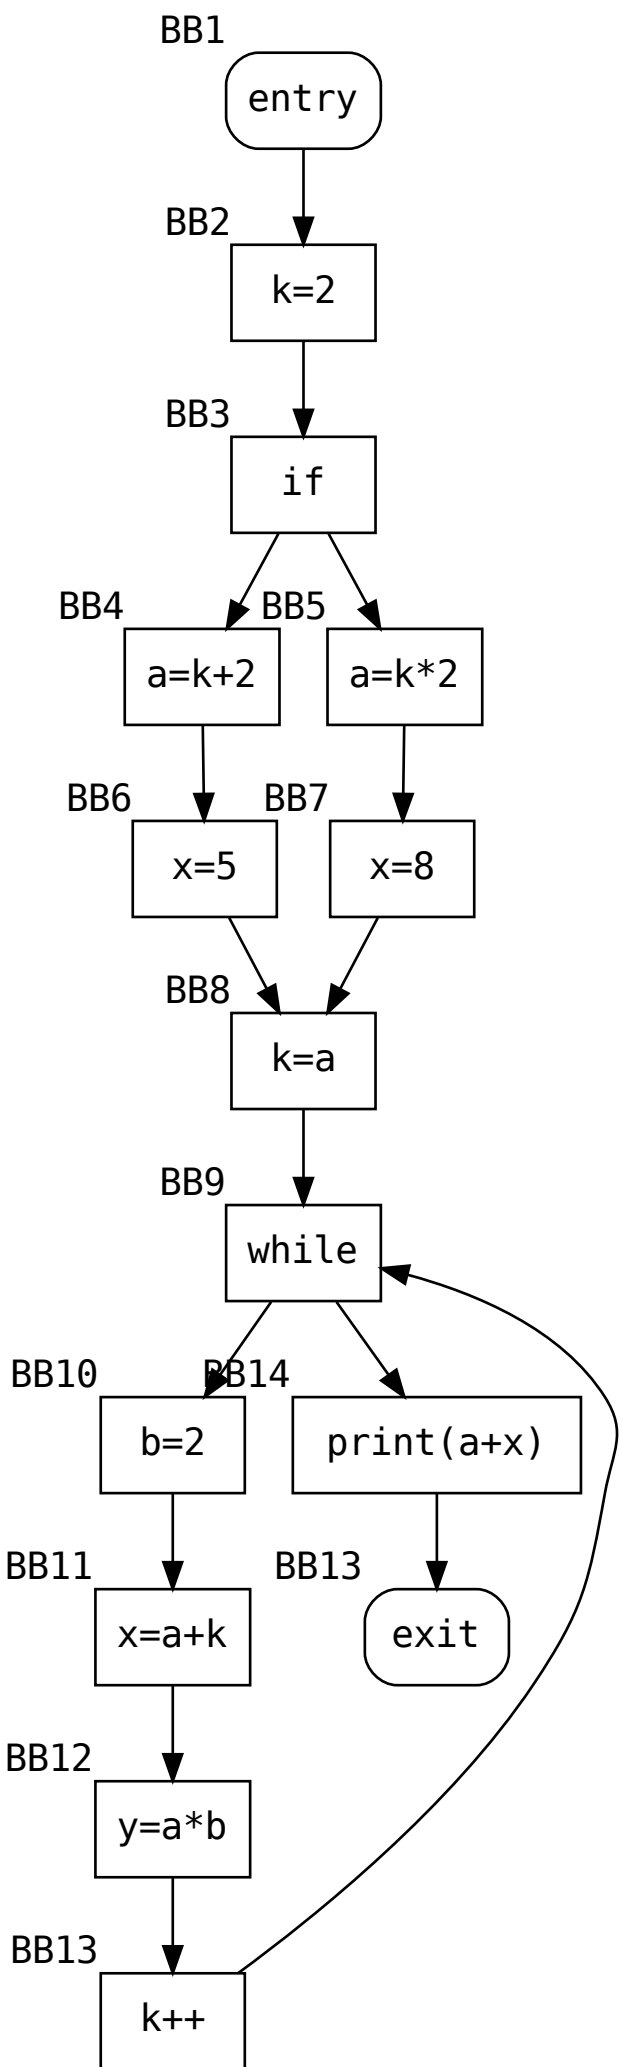 BB1
entry
BB2
k=2
BB3
if
BB4
a=k+2
BB5
a=k*2
BB6
x=5
BB7
x=8
BB8
k=a
BB9
while
BB10
b=2
BB14
print(a+x)
BB11
x=a+k
BB13
exit
BB12
y=a*b
BB13
k++